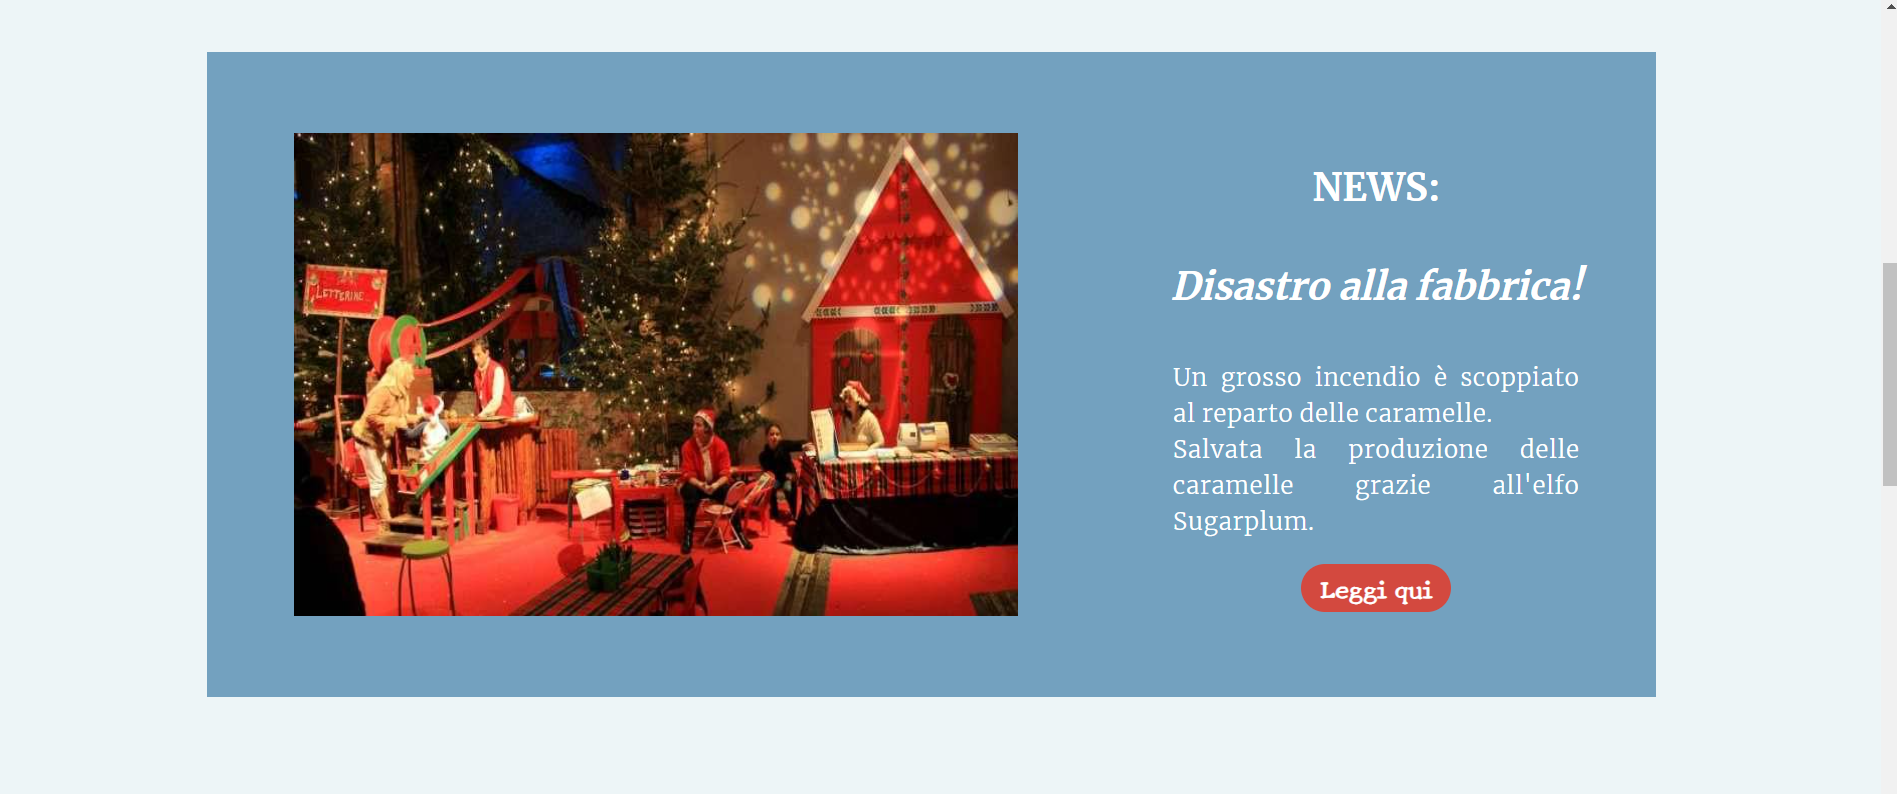 LETTERINE
NEWS:
Disastro alla fabbrica!
Un grosso incendio è scoppiato
al reparto delle caramelle.
Salvata la produzione delle
caramelle grazie all'elfo
Sugarplum.
Leggi qui